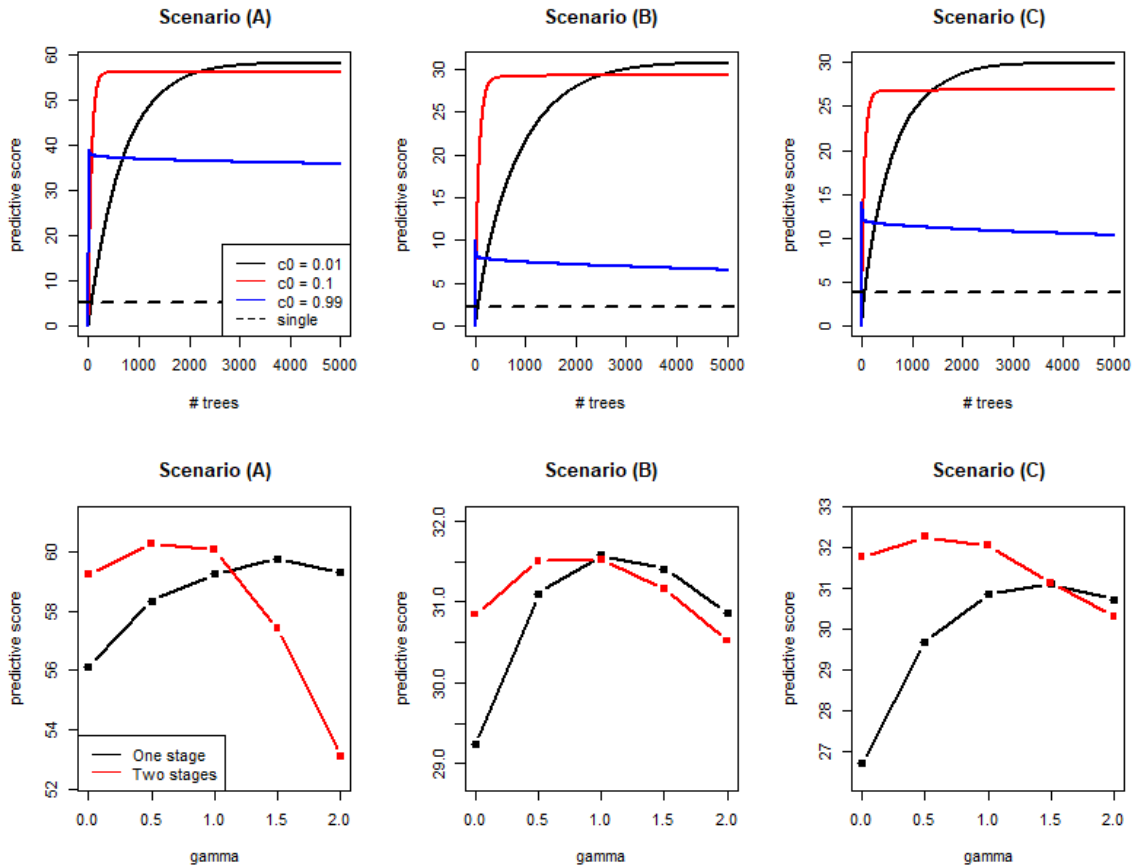 Scenario (A)
Scenario (B)
Scenario (C)
predictive score
0
10
20
30
40
50
60
c0 = 0.01
c0 = 0.1
c0 = 0.99
single
0
1000
2000
3000
4000
5000
# trees
predictive score
0
5
10
15
20
25
30
0
1000
2000
3000
4000
5000
# trees
predictive score
0
5
10
15
20
25
30
0
1000
2000
3000
4000
5000
# trees
Scenario (A)
Scenario (B)
Scenario (C)
predictive score
52
54
56
58
60
One stage
Two stages
0.0
0.5
1.0
1.5
2.0
gamma
predictive score
29.0
30.0
31.0
32.0
0.0
0.5
1.0
1.5
2.0
gamma
predictive score
27
28
29
30
31
32
33
0.0
0.5
1.0
1.5
2.0
gamma